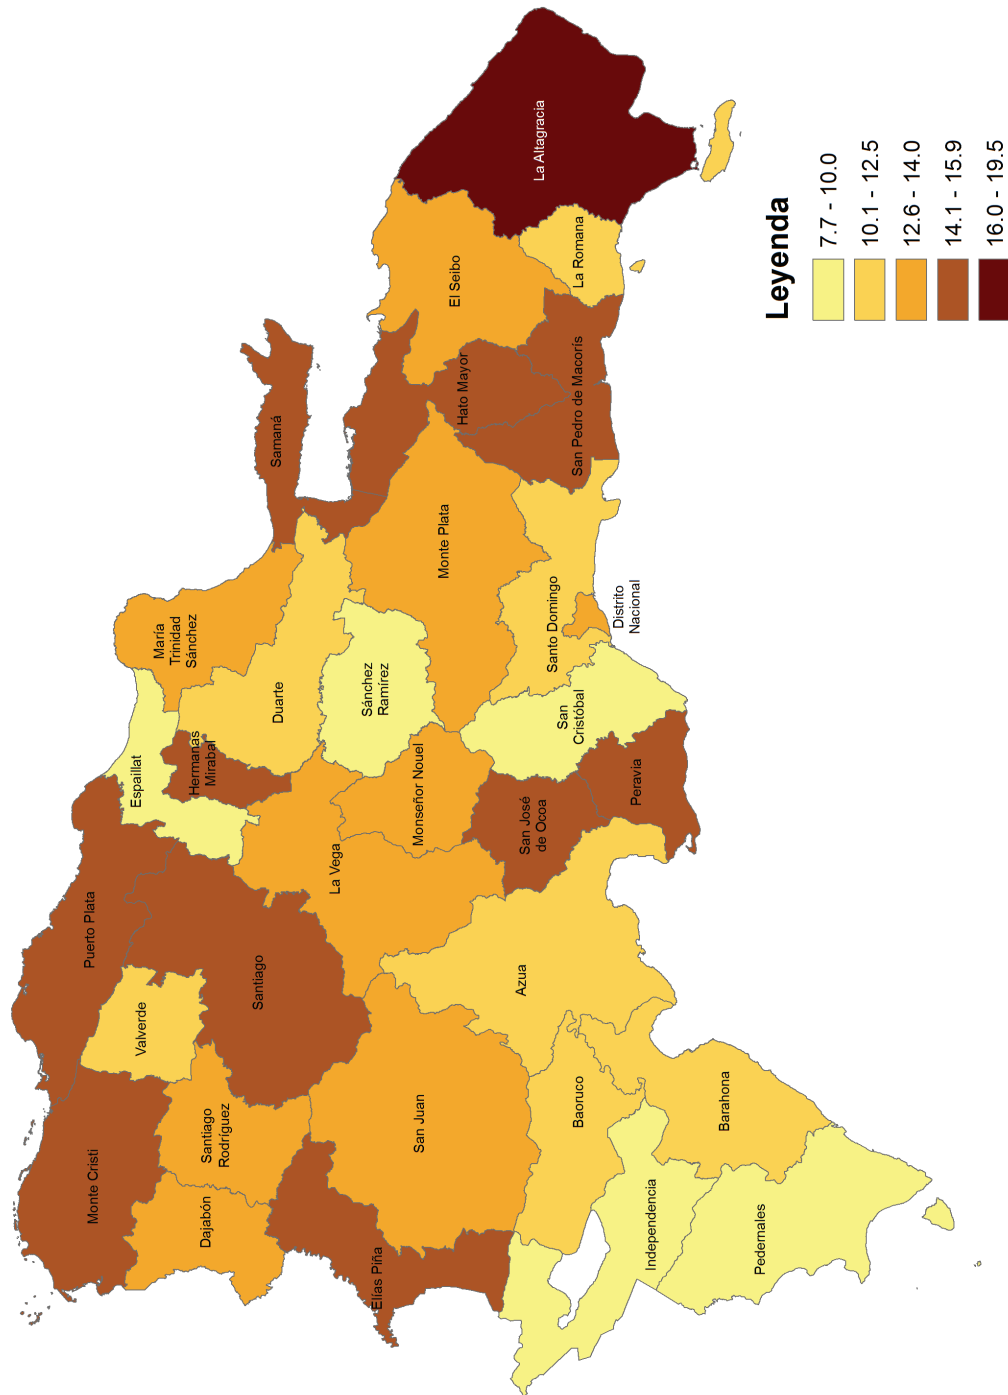 Monte Cristi
Puerto Plata
Valverde
Espaillat
Dajabón
Santiago
Rodríguez
Santiago
Hermanas
Mirabal
María
Trinidad
Sánchez
Duarte
Samaná
La Vega
Sánchez
Ramírez
Elías Piña
San Juan
Monseñor Nouel
Monte Plata
Hato Mayor
El Seibo
La Altagracia
Azua
San José
de Ocoa
San
Cristóbal
Santo Domingo
San Pedro de Macorís
La Romana
Distrito
Nacional
Baoruco
Peravia
Independencia
Barahona
Pedernales
Leyenda
7.7 - 10.0
10.1 - 12.5
12.6 - 14.0
14.1 - 15.9
16.0 - 19.5